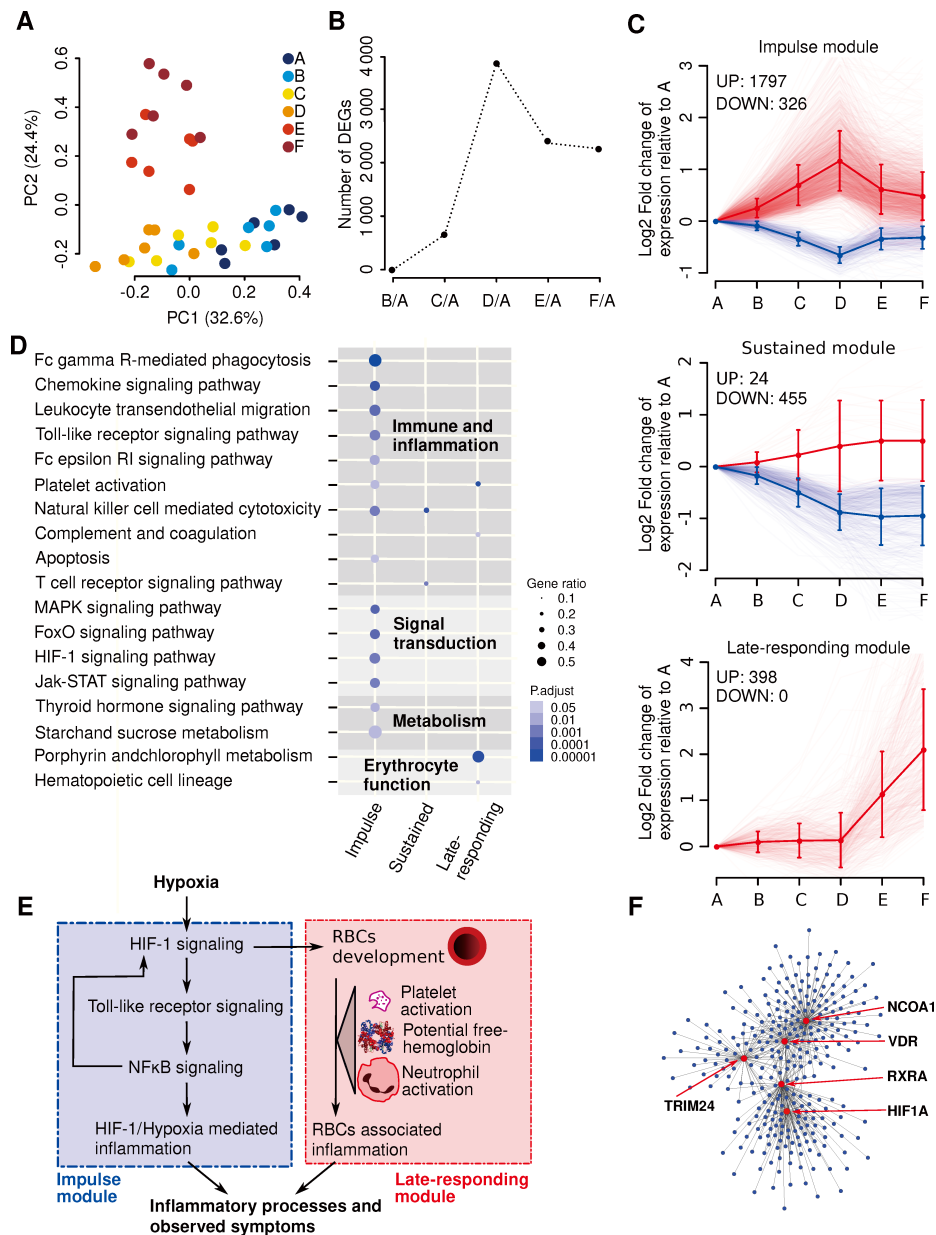 A
0.6
0.4
0.2
0.0
-0.2
PC2 (24.4%)
-0.2
0.0
0.2
0.4
PC1 (32.6%)
A
B
C
D
E
F
B
4 000
3 000
2 000
1 000
0
Number of DEGs
B/A
C/A
D/A
E/A
F/A
C
Impulse module
UP: 1797
DOWN: 326
3
2
1
0
-1
Log2 Fold change of
expression relative to A
A
B
C
D
E
F
Sustained module
UP: 24
DOWN: 455
2
1
0
-1
-2
Log2 Fold change of
expression relative to A
A
B
C
D
E
F
Late-responding module
UP: 398
DOWN: 0
4
3
2
1
0
Log2 Fold change of
expression relative to A
A
B
C
D
E
F
D
Fc gamma R-mediated phagocytosis
Chemokine signaling pathway
Leukocyte transendothelial migration
Toll-like receptor signaling pathway
Fc epsilon RI signaling pathway
Platelet activation
Natural killer cell mediated cytotoxicity
Complement and coagulation
Apoptosis
T cell receptor signaling pathway
MAPK signaling pathway
FoxO signaling pathway
HIF-1 signaling pathway
Jak-STAT signaling pathway
Thyroid hormone signaling pathway
Starchand sucrose metabolism
Porphyrin andchlorophyll metabolism
Hematopoietic cell lineage
Immune and
inflammation
Signal
transduction
Metabolism
Erythrocyte
function
Impulse
Sustained
Late-
responding
Gene ratio
0.1
0.2
0.3
0.4
0.5
P.adjust
0.05
0.01
0.001
0.0001
0.00001
E
Hypoxia
HIF-1 signaling
Toll-like receptor signaling
NFκB signaling
HIF-1/Hypoxia mediated
inflammation
Impulse
module
RBCs
development
Platelet
activation
Potential free-
hemoglobin
Neutrophil
activation
RBCs associated
inflammation
Late-responding
module
Inflammatory processes and
observed symptoms
F
NCOA1
VDR
RXRA
HIF1A
TRIM24